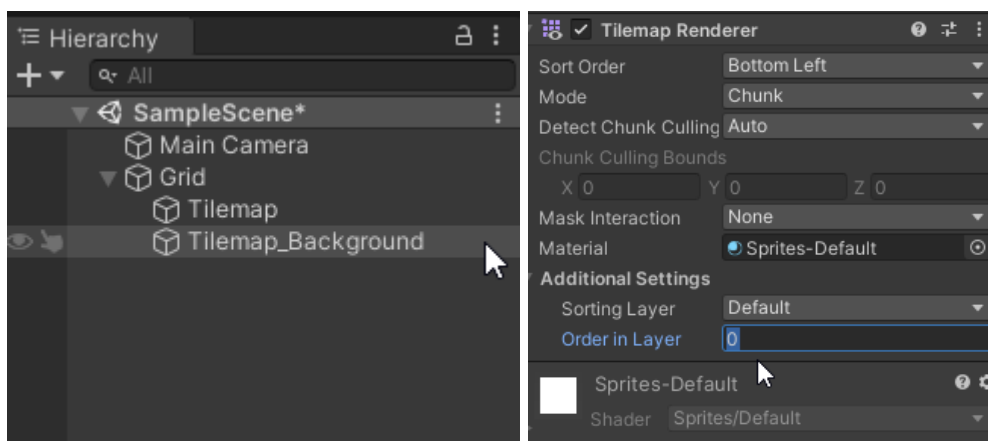 Hierarchy
All
SampleScene*
Main Camera
Grid
Tilemap
Tilemap_Background
Tilemap Renderer
Sort Order Bottom Left
Mode Chunk
Detect Chunk Culling Auto
Chunk Culling Bounds
X 0 Y 0 Z 0
Mask Interaction None
Material Sprites-Default
Additional Settings
Sorting Layer Default
Order in Layer 0
Sprites-Default
Shader Sprites/Default